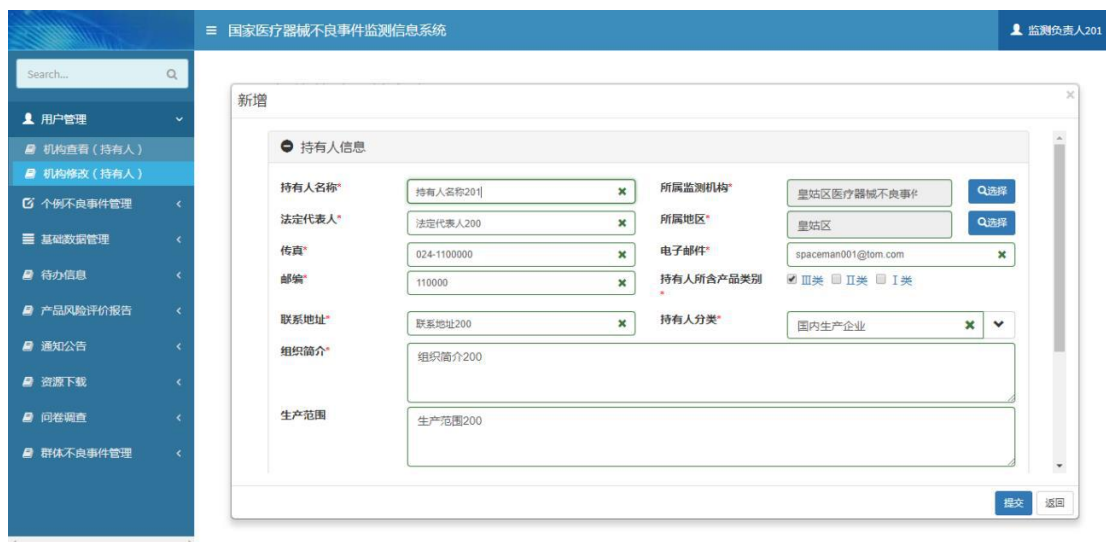 国家医疗器械不良事件监测信息系统
监测负责人201
Search...
用户管理
机构查看（持有人）
机构修改（持有人）
个例不良事件管理
基础数据管理
待办信息
产品风险评价报告
通知公告
资源下载
问卷调查
群体不良事件管理
新增
持有人信息
持有人名称* 持有人名称201 所属监测机构* 皇姑区医疗器械不良事件 选择
法定代表人* 法定代表人200 所属地区* 皇姑区 选择
传真* 024-1100000 电子邮件* spaceman001@tom.com
邮编* 110000 持有人所含产品类别* III类 II类 I类
联系地址* 联系地址200 持有人分类* 国内生产企业
组织简介* 组织简介200
生产范围 生产范围200
提交 返回